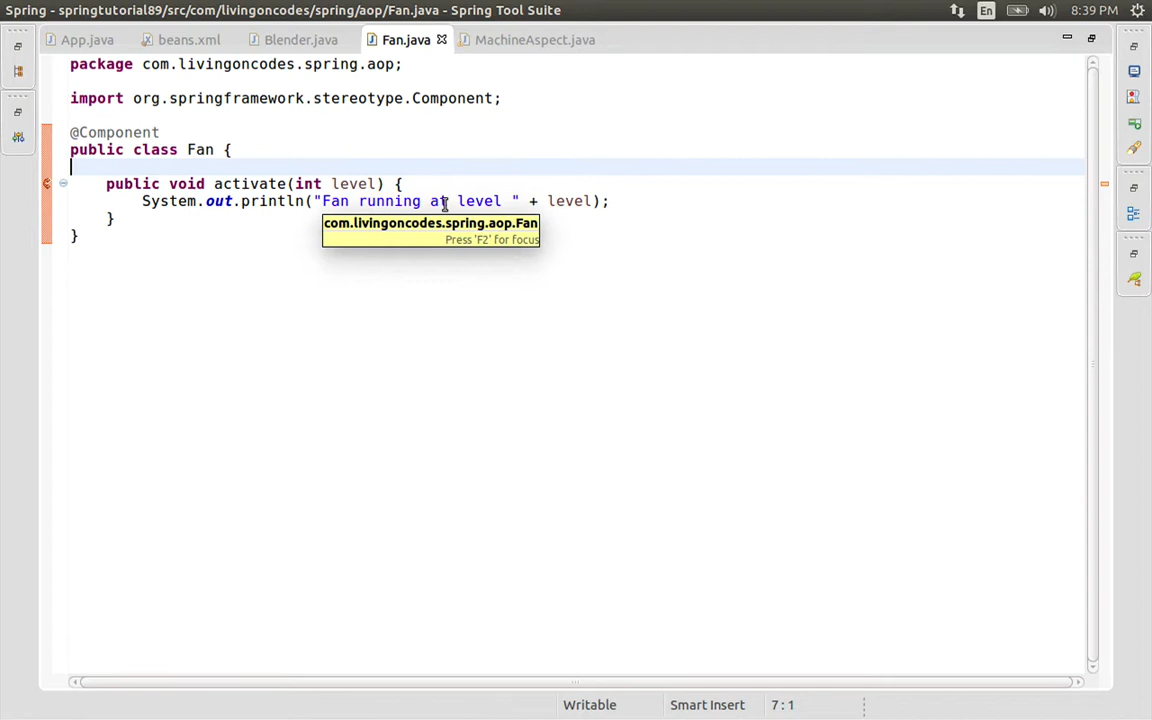 Spring - springtutorial89/src/com/livingoncodes/spring/aop/Fan.java - Spring Tool Suite
En
8:39 PM
App.java
beans.xml
Blender.java
Fan.java
MachineAspect.java
package com.livingoncodes.spring.aop;
import org.springframework.stereotype.Component;
@Component
public class Fan {
public void activate(int level) {
System.out.println("Fan running at level " + level);
}
}
com.livingoncodes.spring.aop.Fan
Press 'F2' for focus
Writable
Smart Insert
7 : 1